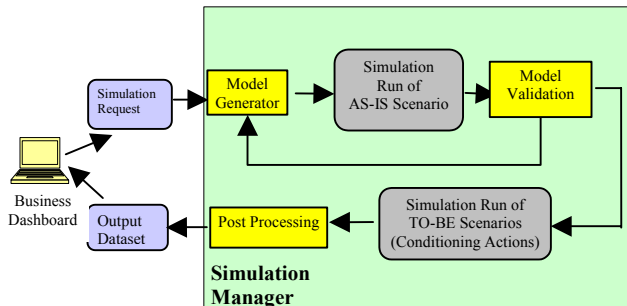 Simulation
Request
Model
Generator
Simulation
Run of
AS-IS Scenario
Model
Validation
Business
Dashboard
Output
Dataset
Post Processing
Simulation Run of
TO-BE Scenarios
(Conditioning Actions)
Simulation
Manager